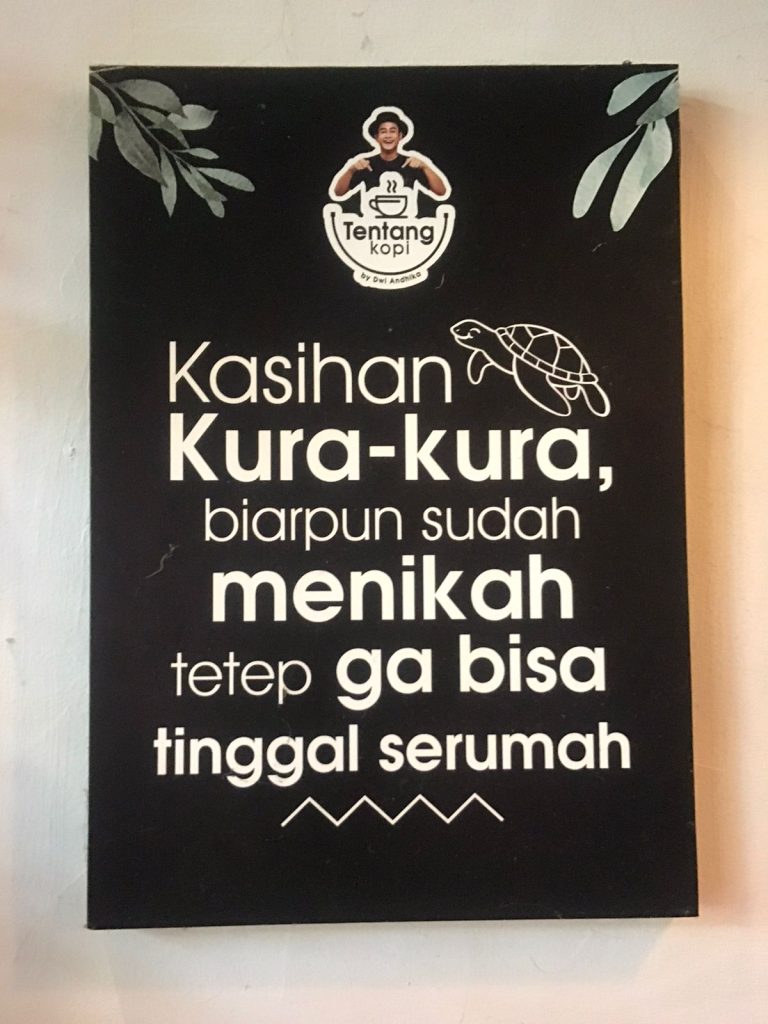 Tentang
kopi
by Dwi Andhika
Kasihan
Kura-kura,
biarpun sudah
menikah
tetep ga bisa
tinggal serumah